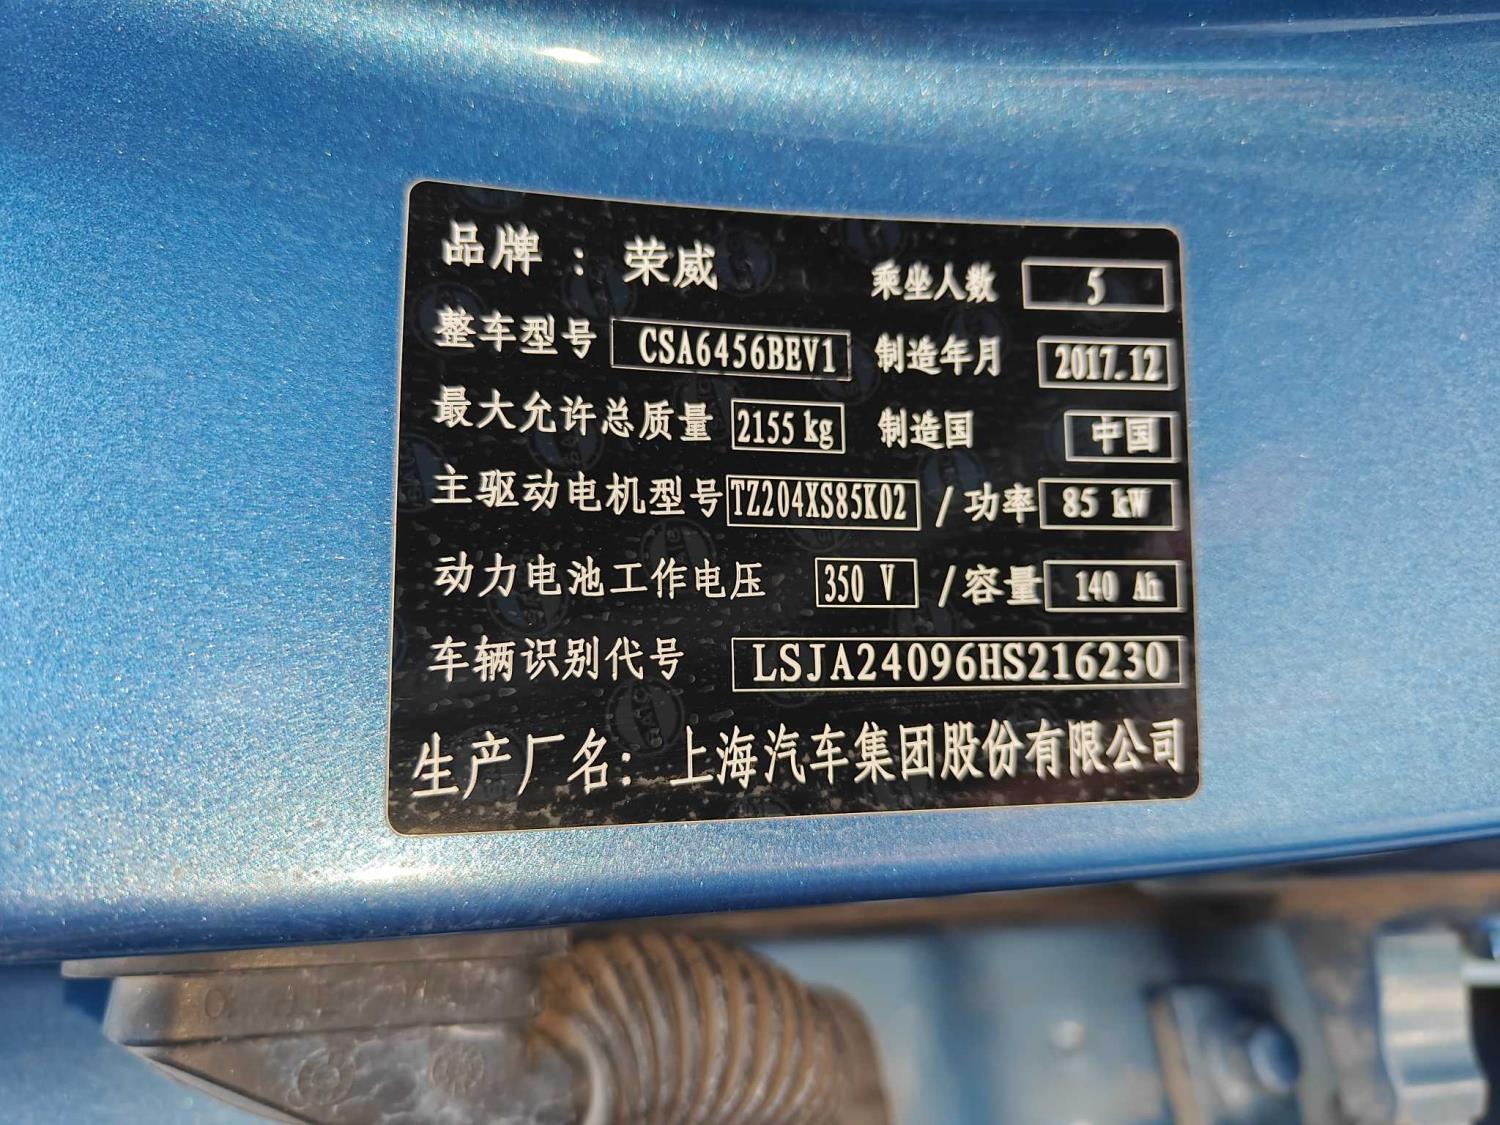 品牌：荣威 乘坐人数 5
整车型号 CSA6456BEV1 制造年月 2017.12
最大允许总质量 2155 kg 制造国 中国
主驱动电机型号 TZ204XS85K02 / 功率 85 kW
动力电池工作电压 350 V / 容量 140 Ah
车辆识别代号 LSJA24096HS216230
生产厂名：上海汽车集团股份有限公司